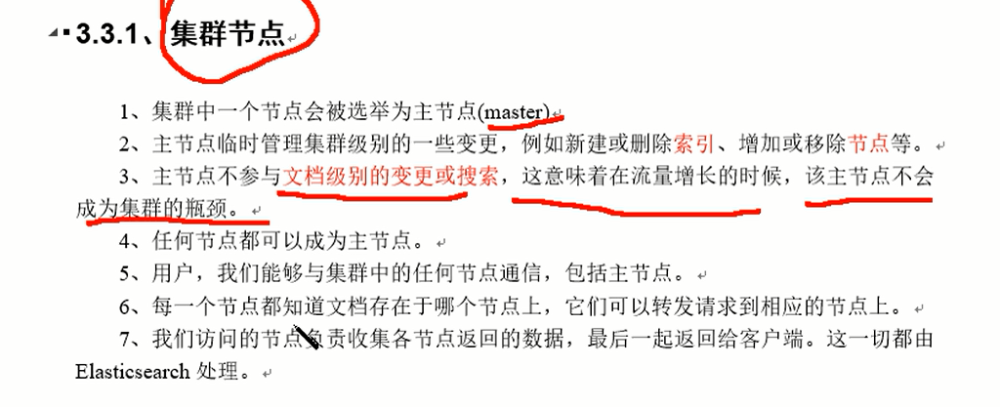 3.3.1、集群节点
1、集群中一个节点会被选举为主节点(master)
2、主节点临时管理集群级别的一些变更，例如新建或删除索引、增加或移除节点等。
3、主节点不参与文档级别的变更或搜索，这意味着在流量增长的时候，该主节点不会
成为集群的瓶颈。
4、任何节点都可以成为主节点。
5、用户，我们能够与集群中的任何节点通信，包括主节点。
6、每一个节点都知道文档存在于哪个节点上，它们可以转发请求到相应的节点上。
7、我们访问的节点负责收集各节点返回的数据，最后一起返回给客户端。这一切都由
Elasticsearch 处理。